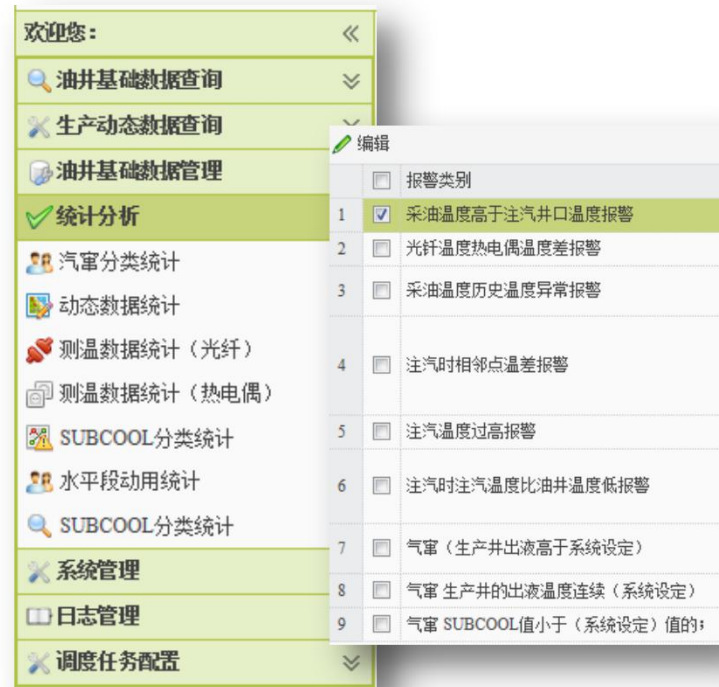 欢迎您：
油井基础数据查询
生产动态数据查询
油井基础数据管理
统计分析
汽窜分类统计
动态数据统计
测温数据统计（光纤）
测温数据统计（热电偶）
SUBCOOL分类统计
水平段动用统计
SUBCOOL分类统计
系统管理
日志管理
调度任务配置
编辑
报警类别
1 采油温度高于注汽井口温度报警
2 光钎温度热电偶温度差报警
3 采油温度历史温度异常报警
4 注汽时相邻点温差报警
5 注汽温度过高报警
6 注汽时注汽温度比油井温度低报警
7 气窜（生产井出液高于系统设定）
8 气窜 生产井的出液温度连续（系统设定）
9 气窜 SUBCOOL值小于（系统设定）值的;